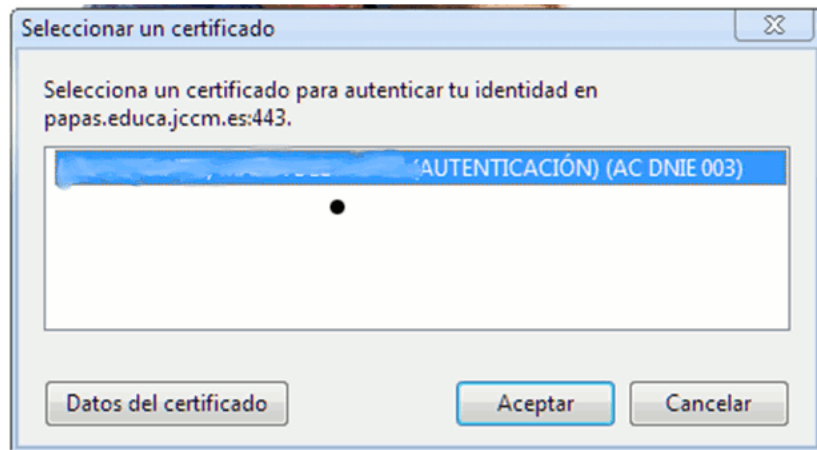 Seleccionar un certificado
Selecciona un certificado para autenticar tu identidad en
papas.educa.jccm.es:443.
(AUTENTICACIÓN) (AC DNIE 003)
Datos del certificado
Aceptar
Cancelar